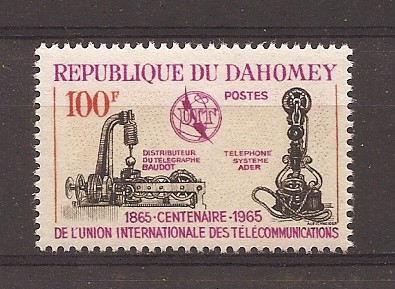 REPUBLIQUE DU DAHOMEY
100F
POSTES
UIT
DISTRIBUTEUR
DU TELEGRAPHE
BAUDOT
TELEPHONE
SYSTEME
ADER
1865-CENTENAIRE-1965
DE L'UNION INTERNATIONALE DES TÉLÉCOMMUNICATIONS